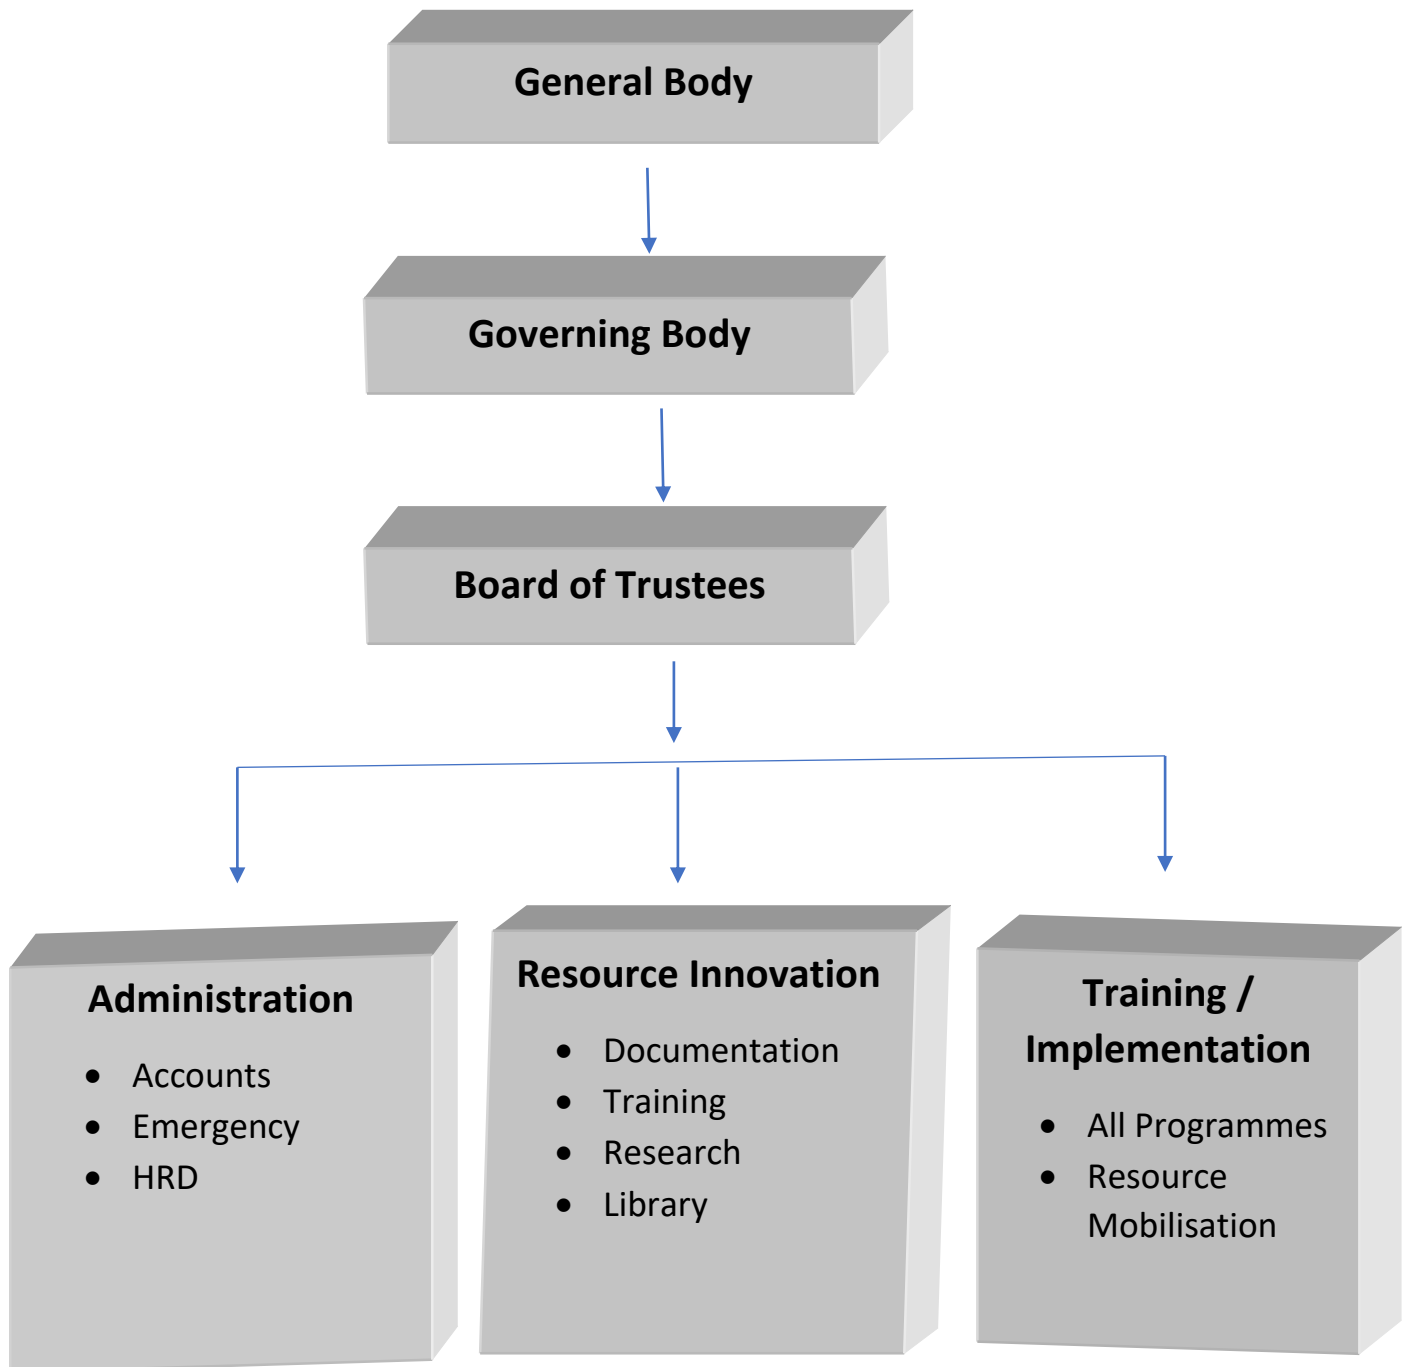 General Body
Governing Body
Board of Trustees
Administration
• Accounts
• Emergency
• HRD
Resource Innovation
• Documentation
• Training
• Research
• Library
Training /
Implementation
• All Programmes
• Resource
Mobilisation